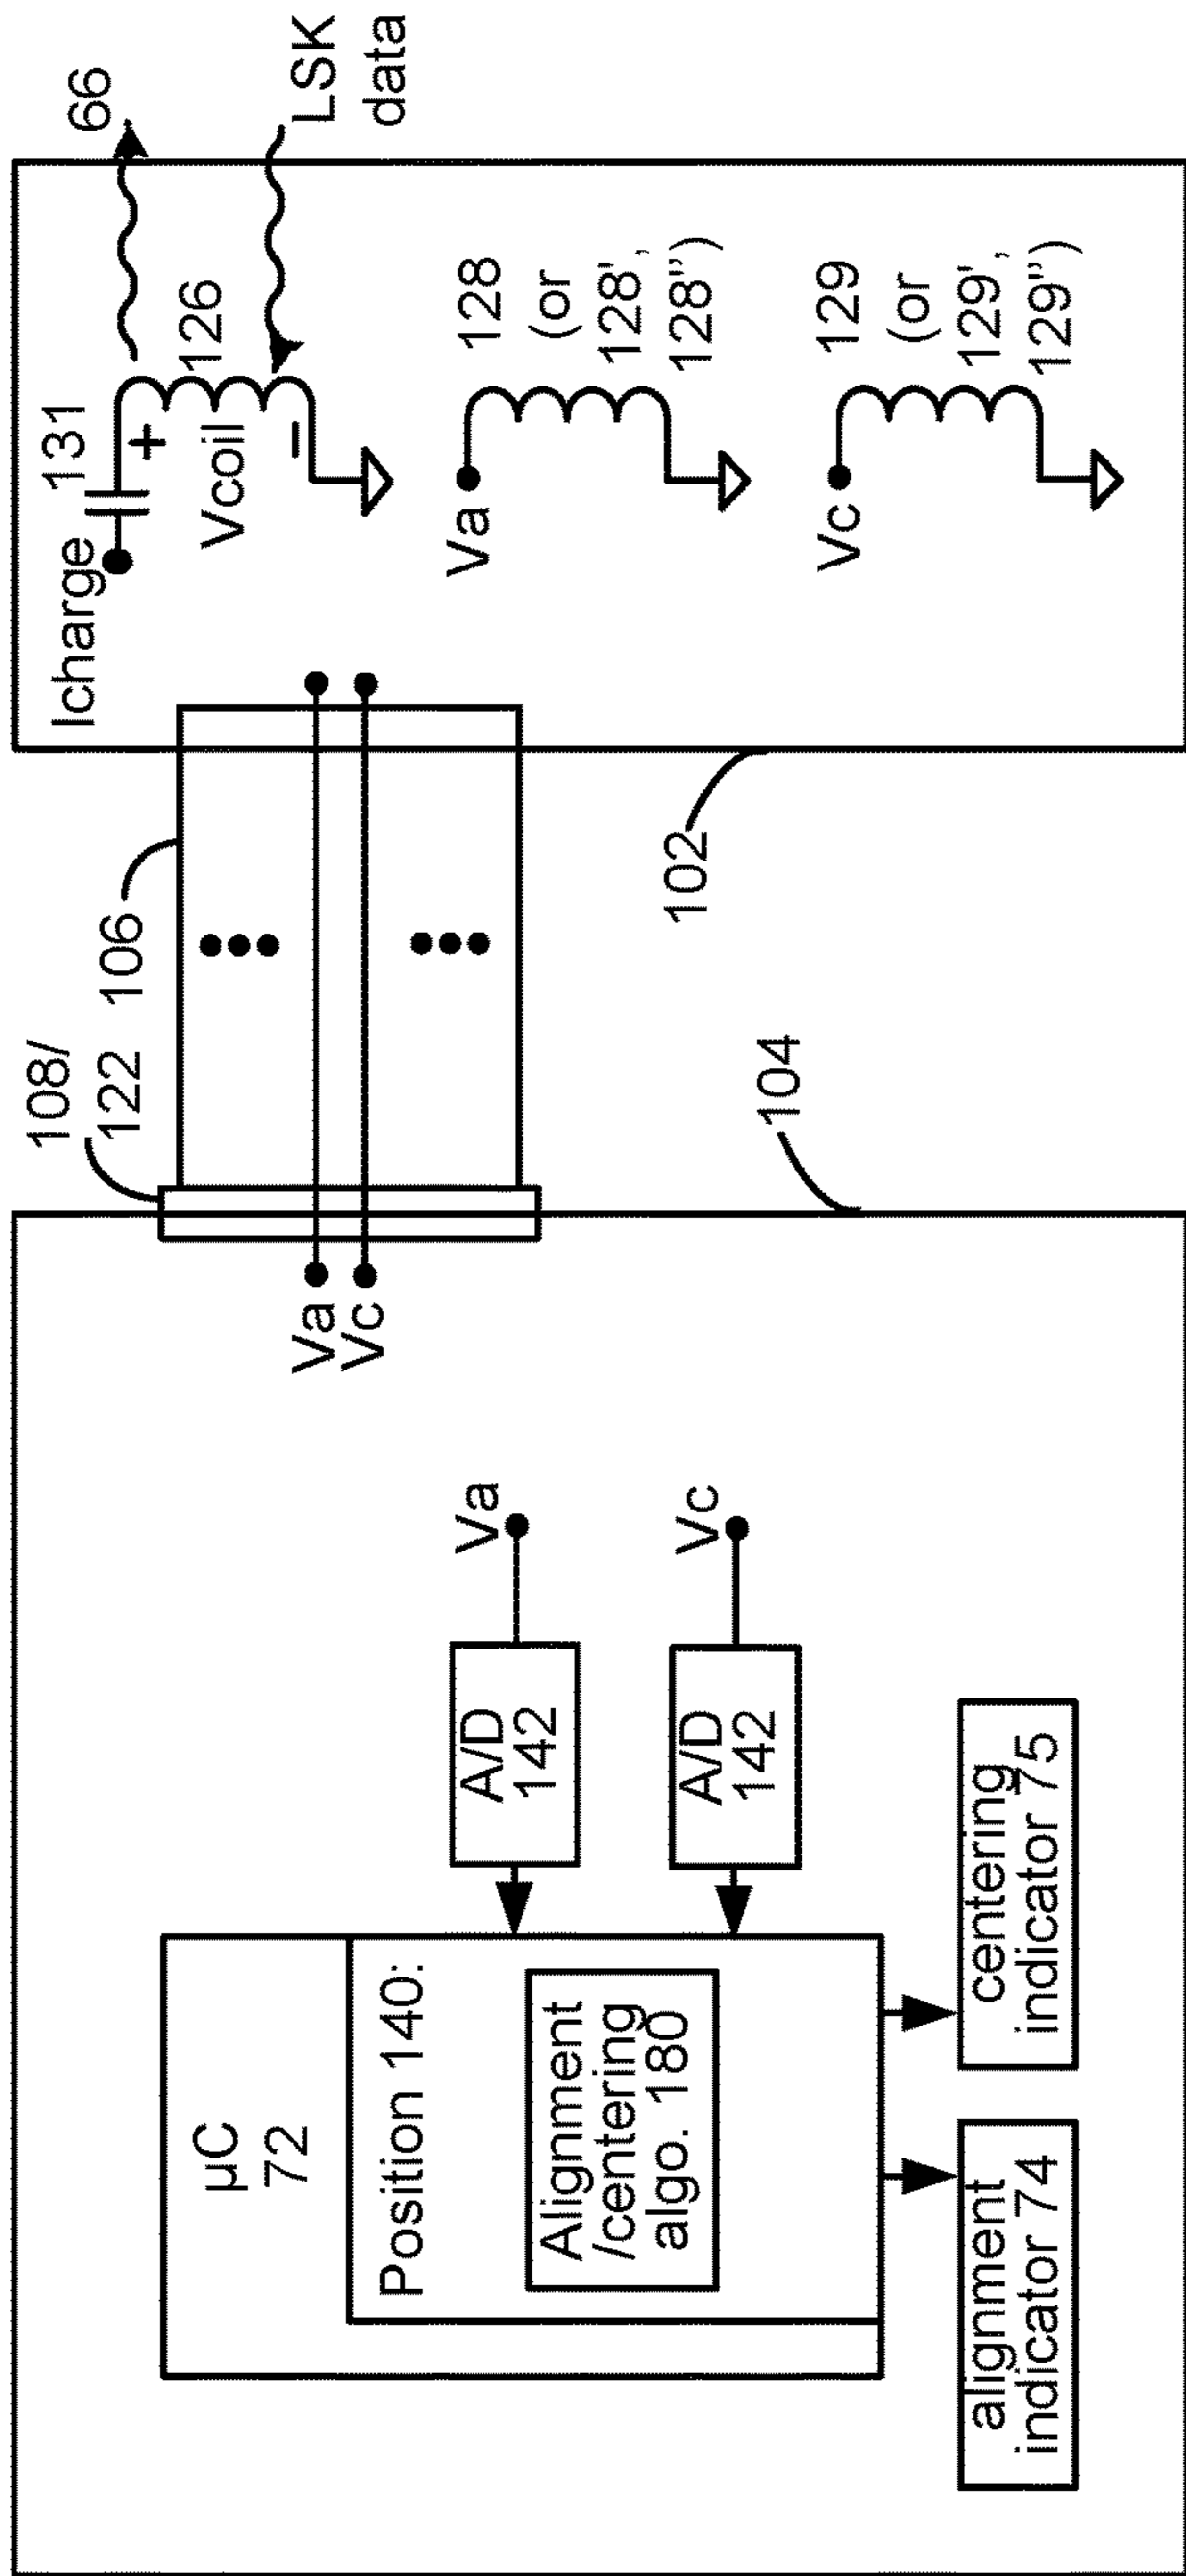 108/
122
106
Icharge
131
+
Vcoil
–
126
66
LSK
data
Va
128
(or
128',
128")
Vc
129
(or
129',
129")
102
104
Va
Vc
µC
72
Position 140:
Alignment
/centering
algo. 180
A/D
142
Va
A/D
142
Vc
alignment
indicator 74
centering
indicator 75